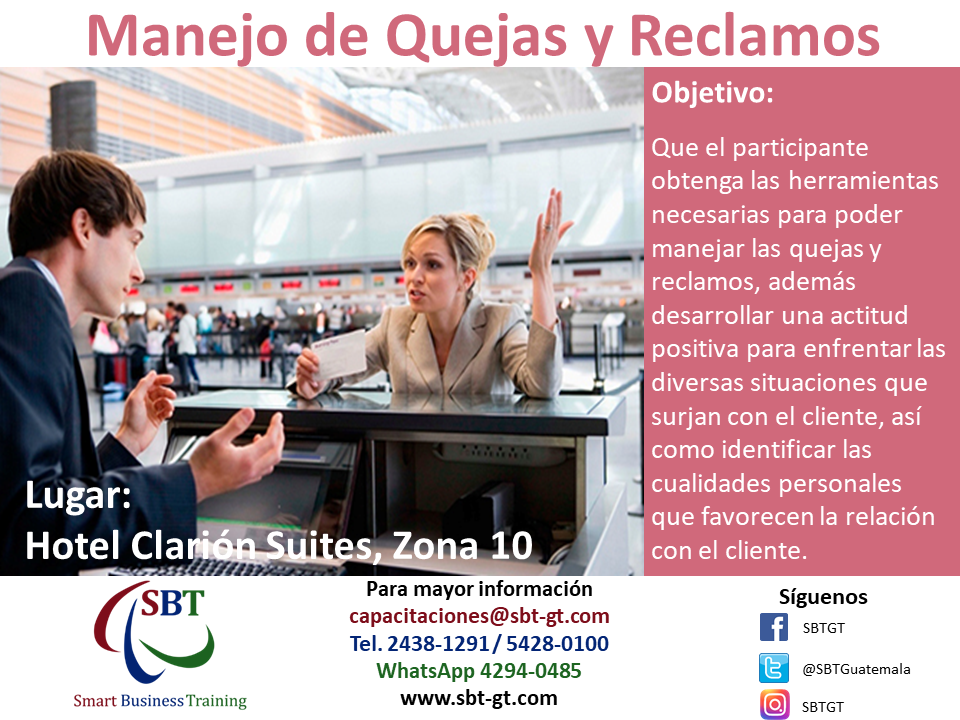 Manejo de Quejas y Reclamos
Objetivo:
Que el participante
obtenga las herramientas
necesarias para poder
manejar las quejas y
reclamos, además
desarrollar una actitud
positiva para enfrentar las
diversas situaciones que
surjan con el cliente, así
como identificar las
cualidades personales
que favorecen la relación
con el cliente.
Lugar:
Hotel Clarión Suites, Zona 10
SBT
Smart Business Training
Para mayor información
capacitaciones@sbt-gt.com
Tel. 2438-1291/ 5428-0100
WhatsApp 4294-0485
www.sbt-gt.com
Síguenos
SBTGT
@SBTGuatemala
SBTGT